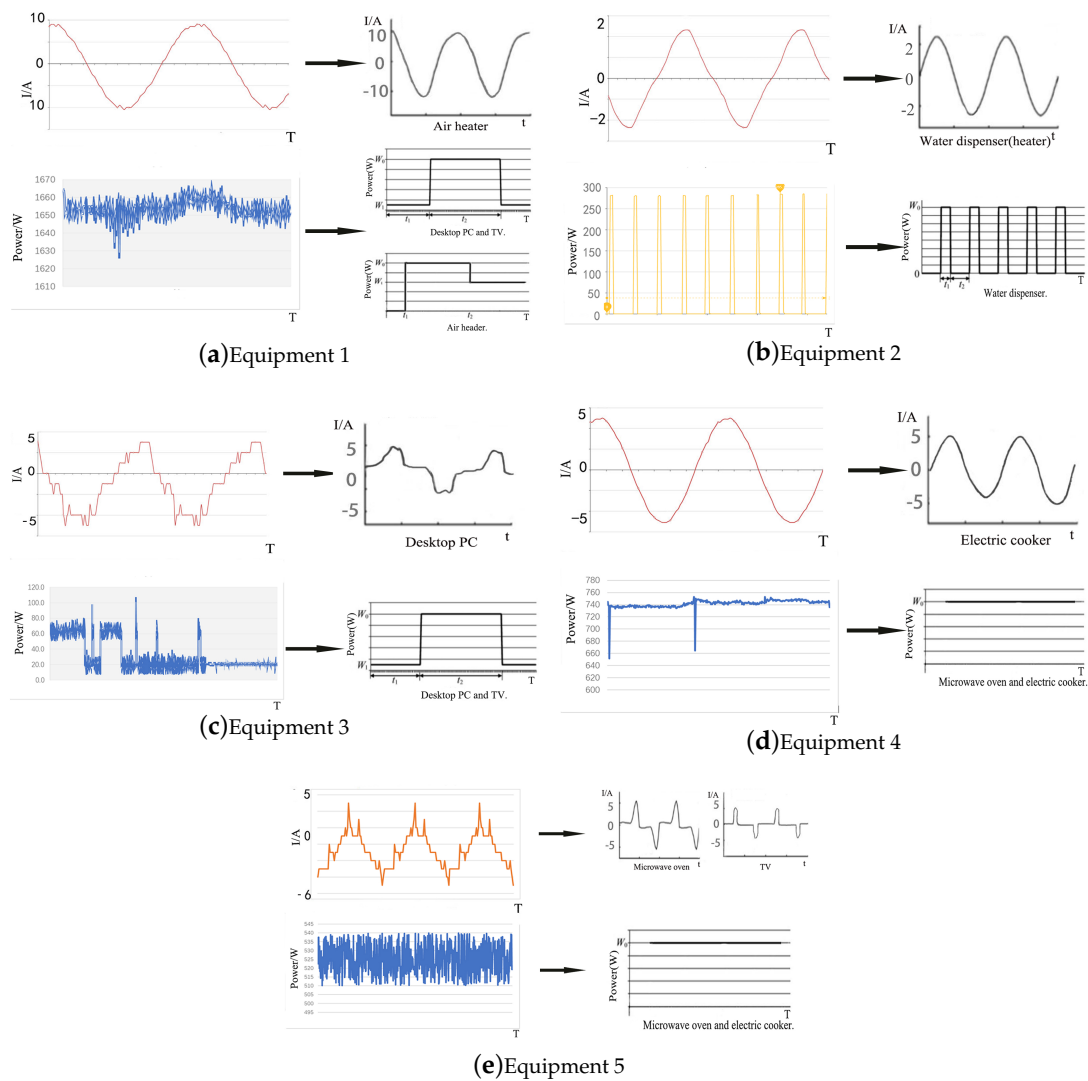 10
0
10
I/A
T
I/A
10
0
-10
Air heater t
1670
1660
1650
1640
1630
1620
1610
Power/W
T
Power(W)
W₀
W₁
t₁ t₂ T
Desktop PC and TV.
Power(W)
W₀
W₁
t₁ t₂ T
Air header.
(a)Equipment 1
2
0
−2
I/A
T
I/A
2
0
-2
Water dispenser(heater) t
300
250
200
150
100
50
0
Power/W
T
Power(W)
W₀
0
t₁ t₂ T
Water dispenser.
(b)Equipment 2
5
0
-5
I/A
T
I/A
5
0
-5
Desktop PC t
120.0
100.0
80.0
60.0
40.0
20.0
0.0
Power/W
T
Power(W)
W₀
W₁
t₁ t₂ T
Desktop PC and TV.
(c)Equipment 3
5
0
−5
I/A
T
I/A
5
0
-5
t
Electric cooker
780
760
740
720
700
680
660
640
620
600
Power/W
T
Power(W)
W₀
T
Microwave oven and electric cooker.
(d)Equipment 4
5
0
-6
I/A
T
I/A
5
0
-5
t
Microwave oven
I/A
5
0
-5
t
TV
545
540
535
530
525
520
515
510
505
500
495
Power/W
T
Power(W)
W₀
T
Microwave oven and electric cooker.
(e)Equipment 5